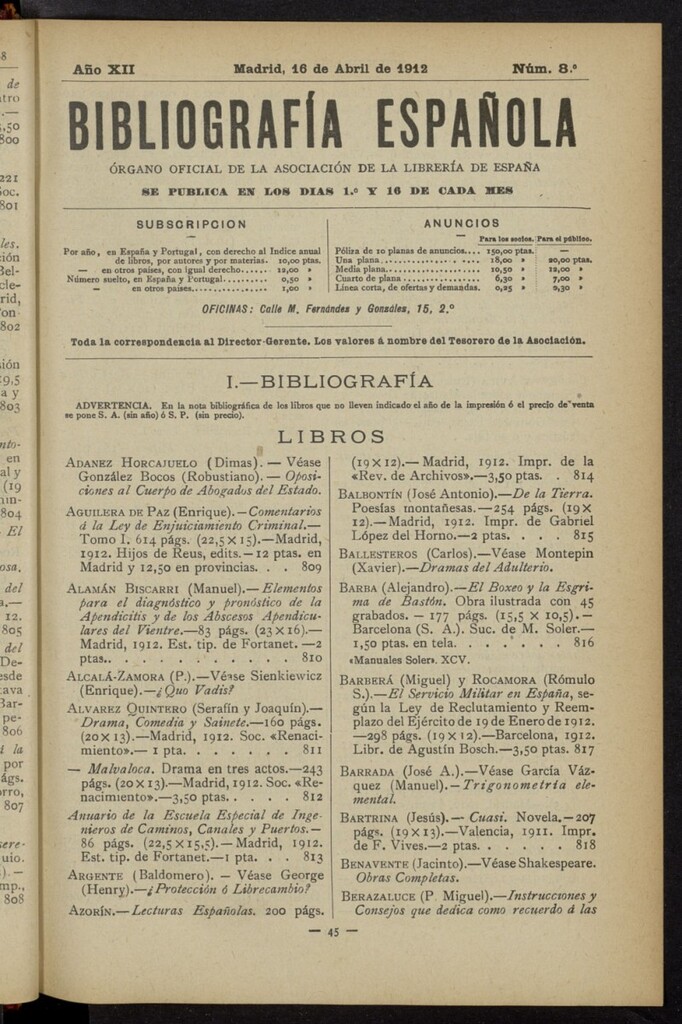 Año XII
Madrid, 16 de Abril de 1912
Núm. 8.º
BIBLIOGRAFÍA ESPAÑOLA
ÓRGANO OFICIAL DE LA ASOCIACIÓN DE LA LIBRERÍA DE ESPAÑA
SE PUBLICA EN LOS DIAS 1.º Y 16 DE CADA MES
SUBSCRIPCION
Por año, en España y Portugal, con derecho al Indice anual
de libros, por autores y por materias. 10,00 ptas.
— en otros países, con igual derecho...... 12,00 »
Número suelto, en España y Portugal........ 0,50 »
— en otros países.............. 1,00 »
ANUNCIOS
Para los socios. Para el público.
Póliza de 10 planas de anuncios.... 150,00 ptas. —
Una plana........................ 18,00 » 20,00 ptas.
Media plana...................... 10,50 » 12,00 »
Cuarto de plana.................. 6,30 » 7,00 »
Línea corta, de ofertas y demandas. 0,25 » 0,30 »
OFICINAS: Calle M. Fernández y González, 15, 2.º
Toda la correspondencia al Director-Gerente. Los valores á nombre del Tesorero de la Asociación.
I.—BIBLIOGRAFÍA
ADVERTENCIA. En la nota bibliográfica de los libros que no lleven indicado el año de la impresión ó el precio de venta
se pone S. A. (sin año) ó S. P. (sin precio).
LIBROS
ADANEZ HORCAJUELO (Dimas). — Véase
González Bocos (Robustiano). — Oposi-
ciones al Cuerpo de Abogados del Estado.
AGUILERA DE PAZ (Enrique).—Comentarios
á la Ley de Enjuiciamiento Criminal.—
Tomo I. 614 págs. (22,5 × 15).—Madrid,
1912. Hijos de Reus, edits.—12 ptas. en
Madrid y 12,50 en provincias. . . 809
ALAMÁN BISCARRI (Manuel).—Elementos
para el diagnóstico y pronóstico de la
Apendicitis y de los Abscesos Apendicu-
lares del Vientre.—83 págs. (23 × 16).—
Madrid, 1912. Est. tip. de Fortanet. —2
ptas.. . . . . . . . . . . 810
ALCALÁ-ZAMORA (P.).—Véase Sienkiewicz
(Enrique).—¿Quo Vadis?
ALVAREZ QUINTERO (Serafín y Joaquín).—
Drama, Comedia y Sainete.—160 págs.
(20 × 13).—Madrid, 1912. Soc. «Renaci-
miento».— 1 pta. . . . . . . 811
— Malvaloca. Drama en tres actos.—243
págs. (20 × 13).—Madrid, 1912. Soc. «Re-
nacimiento».—3,50 ptas.. . . . 812
Anuario de la Escuela Especial de Inge-
nieros de Caminos, Canales y Puertos.—
86 págs. (22,5 × 15,5).— Madrid, 1912.
Est. tip. de Fortanet.—1 pta. . . . 813
ARGENTE (Baldomero). — Véase George
(Henry).—¿Protección ó Librecambio?
AZORÍN.—Lecturas Españolas. 200 págs.
(19 × 12).— Madrid, 1912. Impr. de la
«Rev. de Archivos».—3,50 ptas. . 814
BALBONTÍN (José Antonio).—De la Tierra.
Poesías montañesas.—254 págs. (19 ×
12).—Madrid, 1912. Impr. de Gabriel
López del Horno.—2 ptas. . . . . 815
BALLESTEROS (Carlos).—Véase Montepin
(Xavier).—Dramas del Adulterio.
BARBA (Alejandro).—El Boxeo y la Esgri-
ma de Bastón. Obra ilustrada con 45
grabados. — 177 págs. (15,5 × 10,5).—
Barcelona (S. A.). Suc. de M. Soler.—
1,50 ptas. en tela. . . . . . . 816
«Manuales Soler». XCV.
BARBERÁ (Miguel) y ROCAMORA (Rómulo
S.).—El Servicio Militar en España, se-
gún la Ley de Reclutamiento y Reem-
plazo del Ejército de 19 de Enero de 1912.
—298 págs. (19 × 12).—Barcelona, 1912.
Libr. de Agustín Bosch.—3,50 ptas. 817
BARRADA (José A.).—Véase García Váz-
quez (Manuel).—Trigonometría ele-
mental.
BARTRINA (Jesús).— Cuasi. Novela.—207
págs. (19 × 13).—Valencia, 1911. Impr.
de F. Vives.—2 ptas. . . . . . 818
BENAVENTE (Jacinto).—Véase Shakespeare.
Obras Completas.
BERAZALUCE (P. Miguel).—Instrucciones y
Consejos que dedica como recuerdo á las
— 45 —